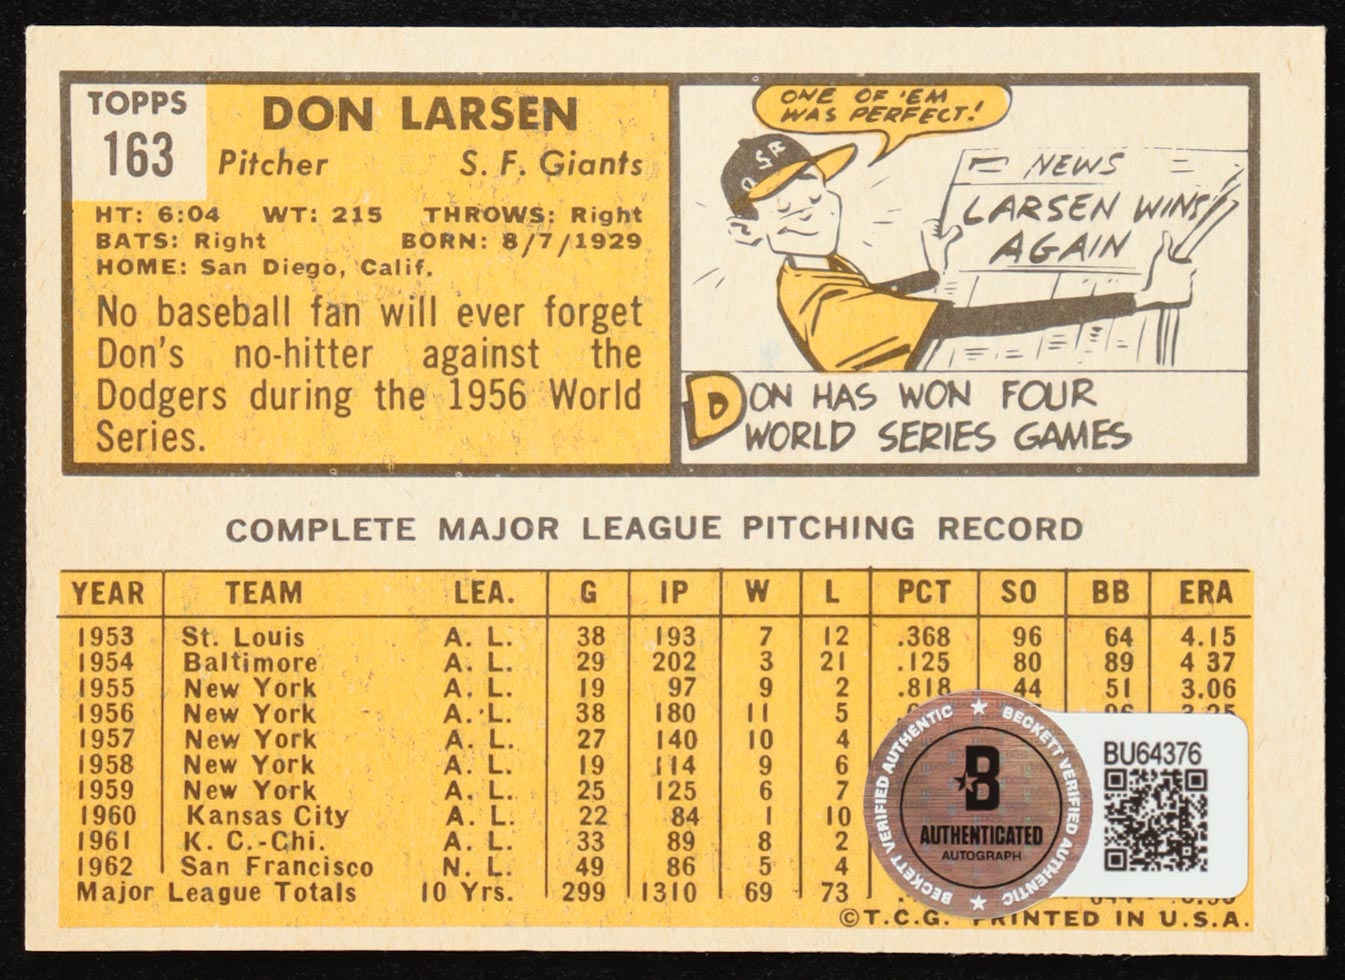 TOPPS
163
DON LARSEN
Pitcher S. F. Giants
HT: 6:04 WT: 215 THROWS: Right
BATS: Right BORN: 8/7/1929
HOME: San Diego, Calif.
No baseball fan will ever forget
Don's no-hitter against the
Dodgers during the 1956 World
Series.
ONE OF 'EM
WAS PERFECT!
NEWS
LARSEN WINS
AGAIN
DON HAS WON FOUR
WORLD SERIES GAMES
COMPLETE MAJOR LEAGUE PITCHING RECORD
YEAR TEAM LEA. G IP W L PCT SO BB ERA
1953 St. Louis A. L. 38 193 7 12 .368 96 64 4.15
1954 Baltimore A. L. 29 202 3 21 .125 80 89 4 37
1955 New York A. L. 19 97 9 2 .818 44 51 3.06
1956 New York A. L. 38 180 11 5
1957 New York A. L. 27 140 10 4
1958 New York A. L. 19 114 9 6
1959 New York A. L. 25 125 6 7
1960 Kansas City A. L. 22 84 1 10
1961 K. C.-Chi. A. L. 33 89 8 2
1962 San Francisco N. L. 49 86 5 4
Major League Totals 10 Yrs. 299 1310 69 73
©T.C.G. PRINTED IN U.S.A.
BECKETT VERIFIED AUTHENTIC
BECKETT VERIFIED AUTHENTIC
B
AUTHENTICATED
AUTOGRAPH
BU64376